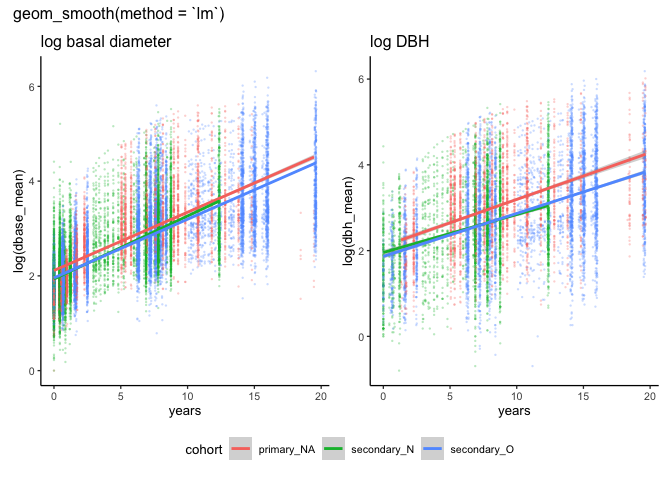 geom_smooth(method = `lm`)
log basal diameter
log(dbase_mean)
6
4
2
0
0 5 10 15 20
years
log DBH
log(dbh_mean)
6
4
2
0
0 5 10 15 20
years
cohort primary_NA secondary_N secondary_O